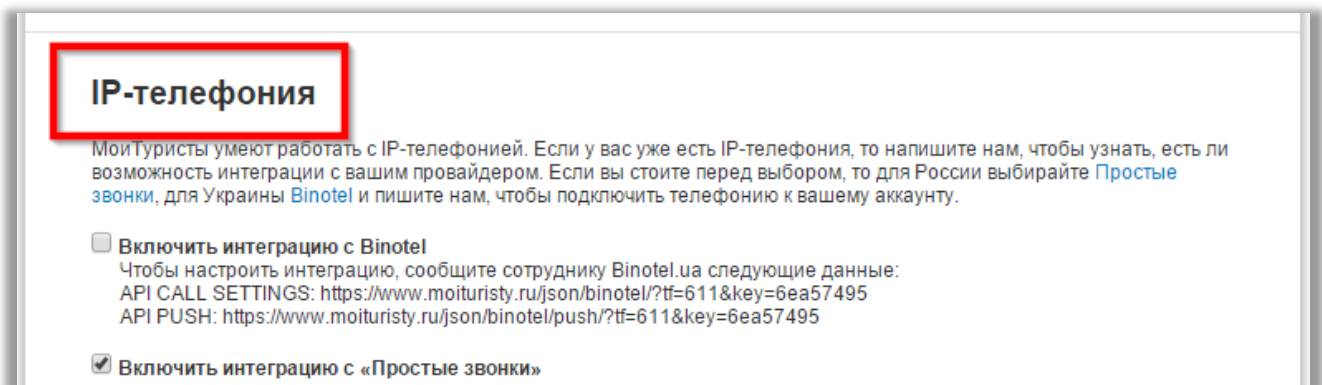 IP-телефония
МоиТуристы умеют работать с IP-телефонией. Если у вас уже есть IP-телефония, то напишите нам, чтобы узнать, есть ли
возможность интеграции с вашим провайдером. Если вы стоите перед выбором, то для России выбирайте Простые
звонки, для Украины Binotel и пишите нам, чтобы подключить телефонию к вашему аккаунту.
Включить интеграцию с Binotel
Чтобы настроить интеграцию, сообщите сотруднику Binotel.ua следующие данные:
API CALL SETTINGS: https://www.moituristy.ru/json/binotel/?tf=611&key=6ea57495
API PUSH: https://www.moituristy.ru/json/binotel/push/?tf=611&key=6ea57495
Включить интеграцию с «Простые звонки»